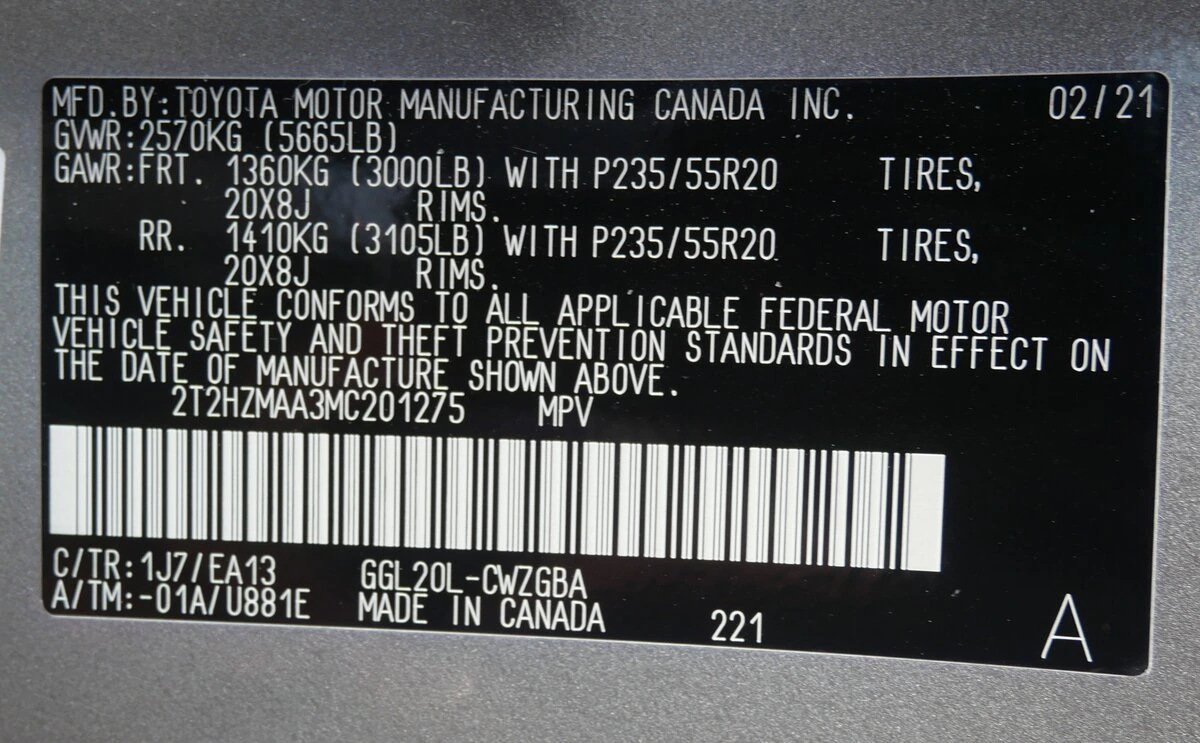 MFD.BY:TOYOTA MOTOR MANUFACTURING CANADA INC. 02/21
GVWR:2570KG (5665LB)
GAWR:FRT. 1360KG (3000LB) WITH P235/55R20 TIRES,
20X8J RIMS.
RR. 1410KG (3105LB) WITH P235/55R20 TIRES,
20X8J RIMS.
THIS VEHICLE CONFORMS TO ALL APPLICABLE FEDERAL MOTOR
VEHICLE SAFETY AND THEFT PREVENTION STANDARDS IN EFFECT ON
THE DATE OF MANUFACTURE SHOWN ABOVE.
2T2HZMAA3MC201275 MPV
C/TR:1J7/EA13 GGL20L-CWZGBA
A/TM:-01A/U881E MADE IN CANADA 221 A